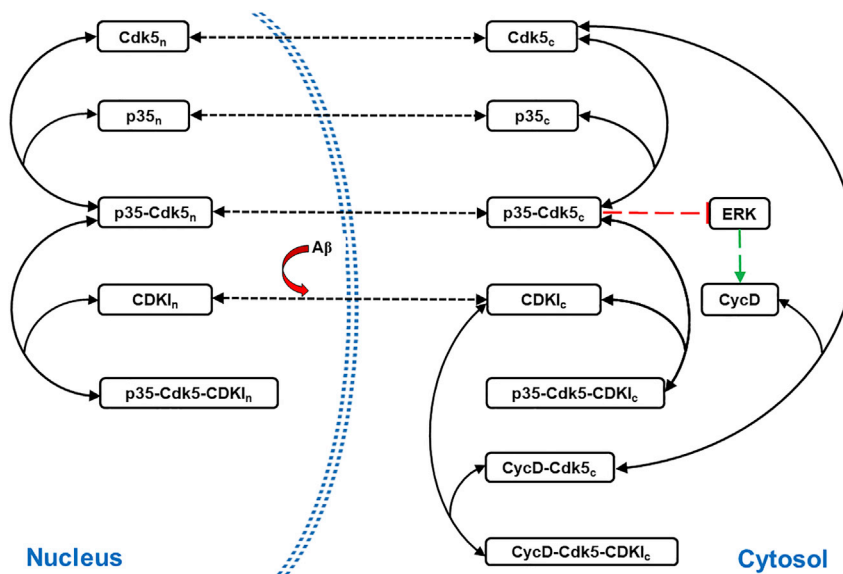 Cdk5n Cdk5c
p35n p35c
p35-Cdk5n p35-Cdk5c ERK
Aβ
CDKIn CDKIc CycD
p35-Cdk5-CDKIn p35-Cdk5-CDKIc
CycD-Cdk5c
CycD-Cdk5-CDKIc
Nucleus Cytosol